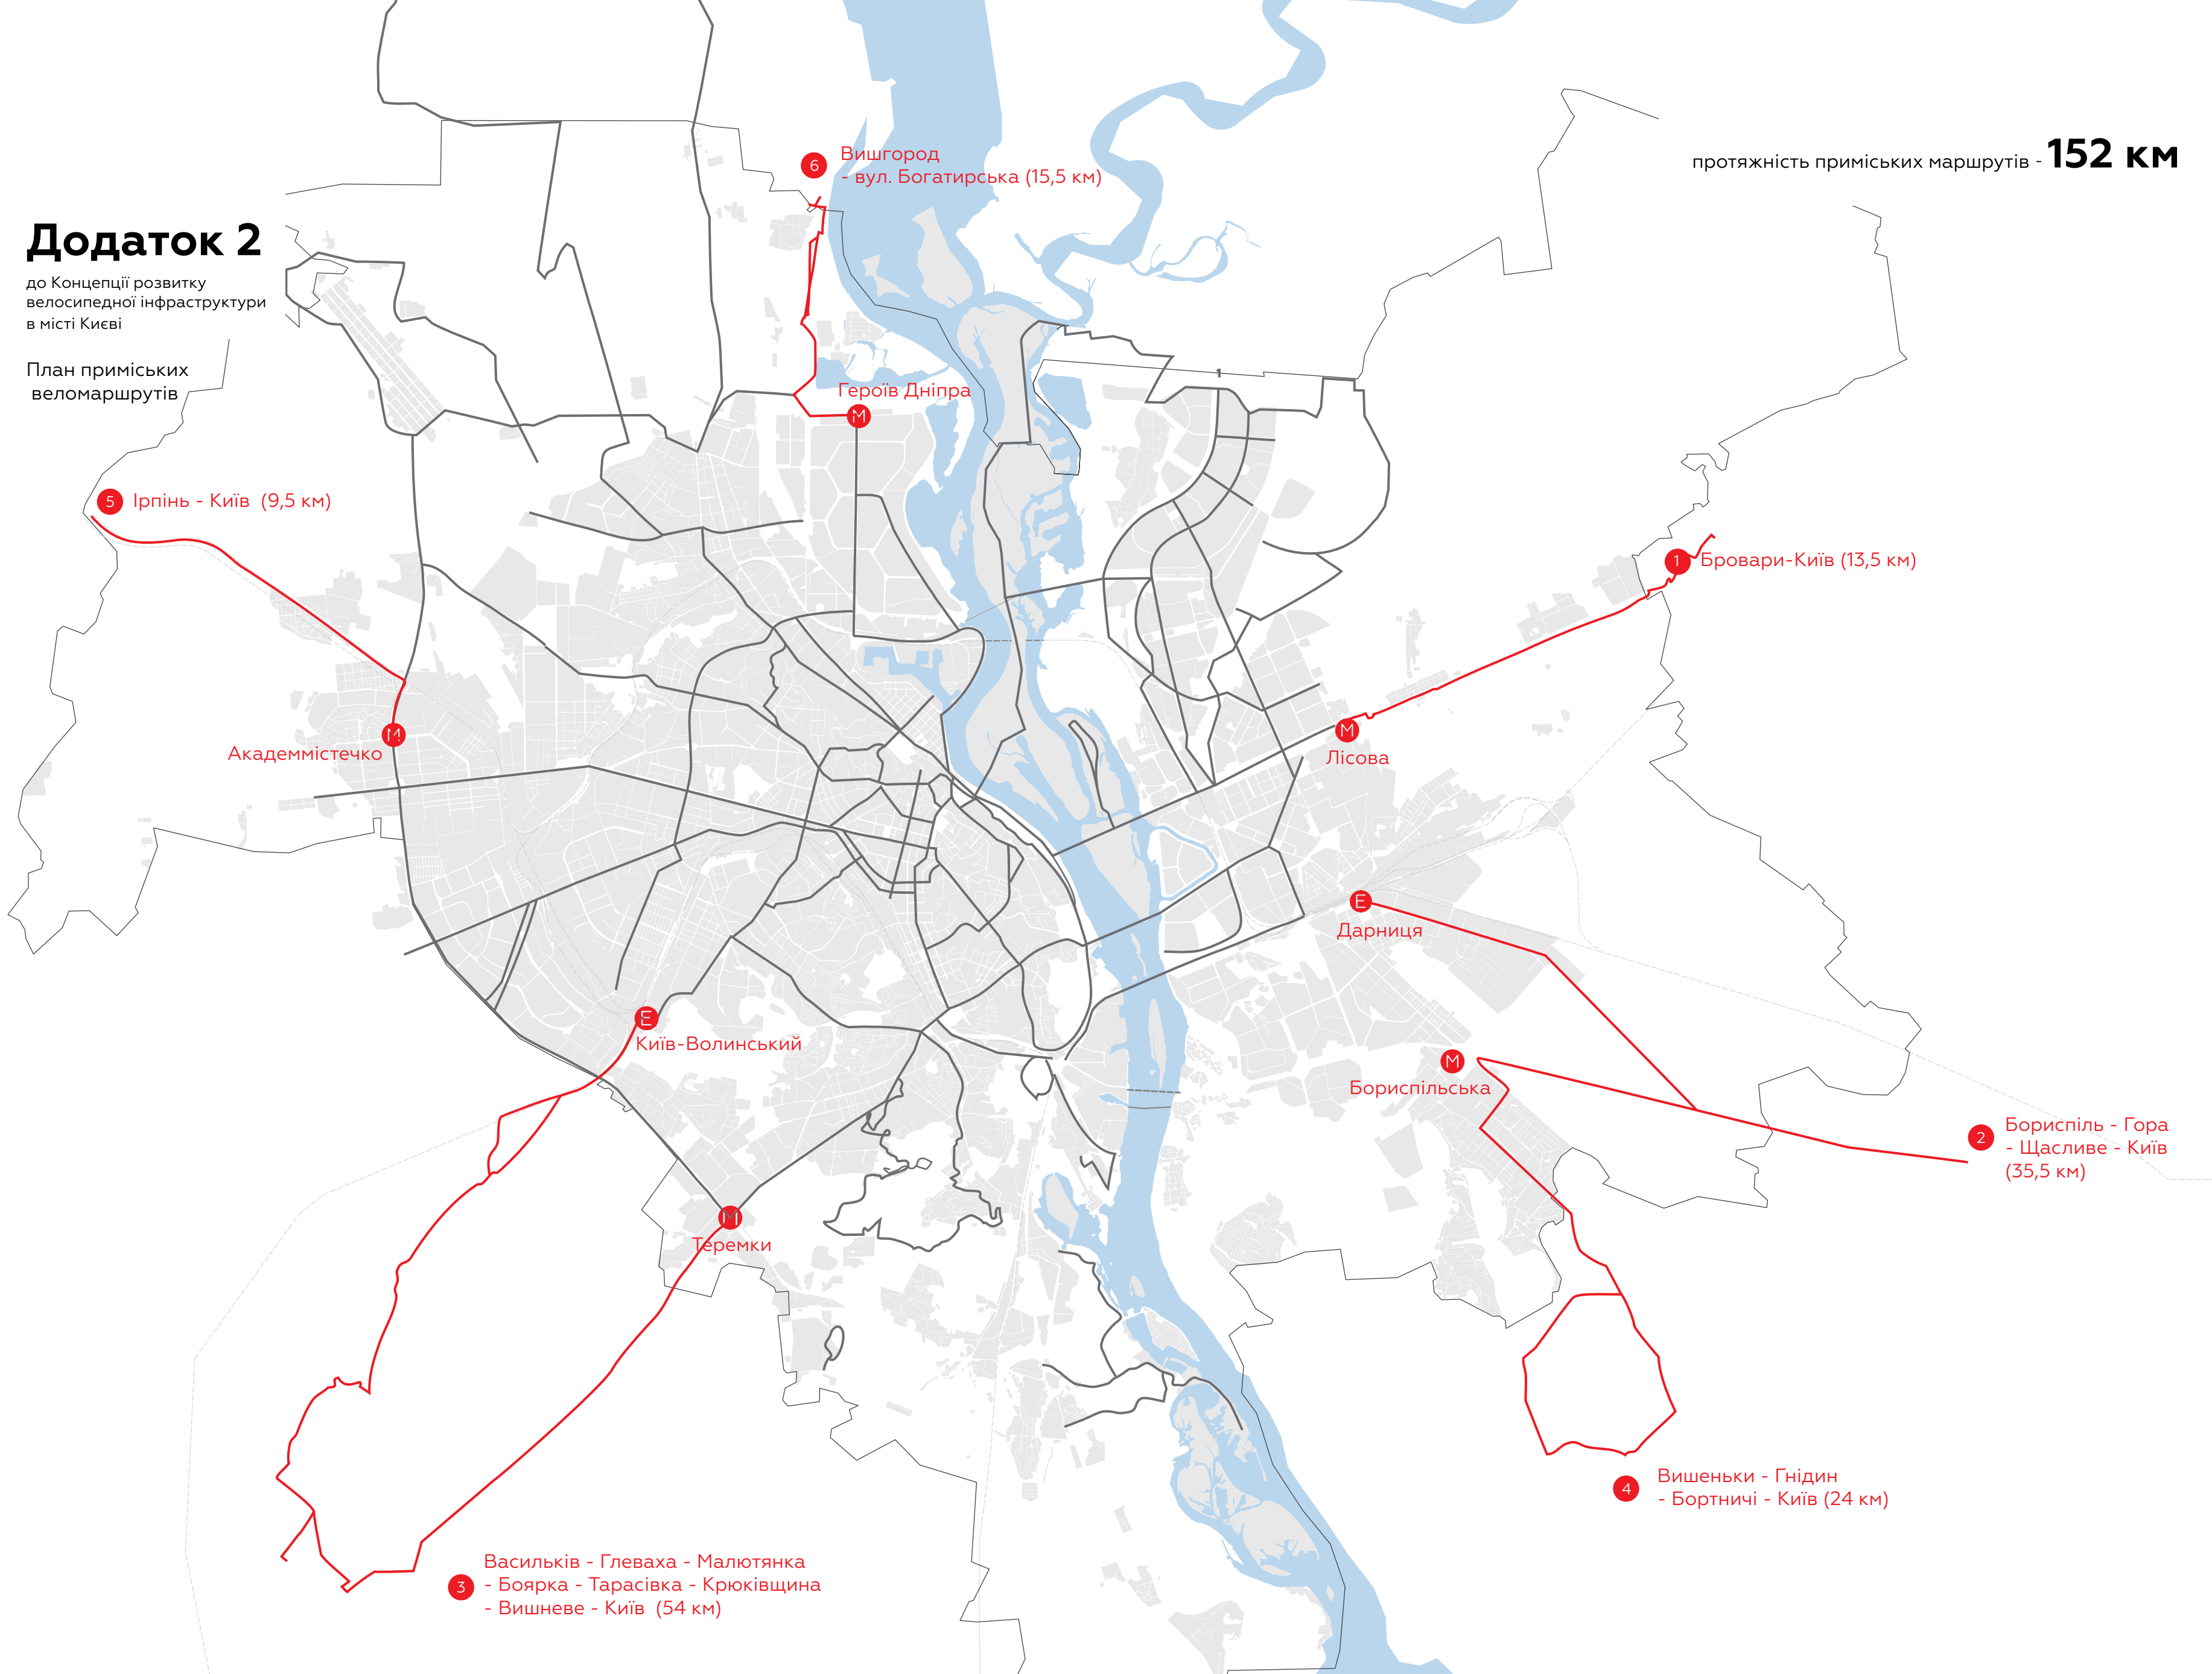 Додаток 2
до Концепції розвитку
велосипедної інфраструктури
в місті Києві
План приміських
веломаршрутів
протяжність приміських маршрутів - 152 км
6
Вишгород
- вул. Богатирська (15,5 км)
Героїв Дніпра
М
5
Ірпінь - Київ (9,5 км)
1
Бровари-Київ (13,5 км)
М
Академмістечко
М
Лісова
Е
Дарниця
Е
Київ-Волинський
М
Бориспільська
2
Бориспіль - Гора
- Щасливе - Київ
(35,5 км)
М
Теремки
4
Вишеньки - Гнідин
- Бортничі - Київ (24 км)
3
Васильків - Глеваха - Малютянка
- Боярка - Тарасівка - Крюківщина
- Вишневе - Київ (54 км)